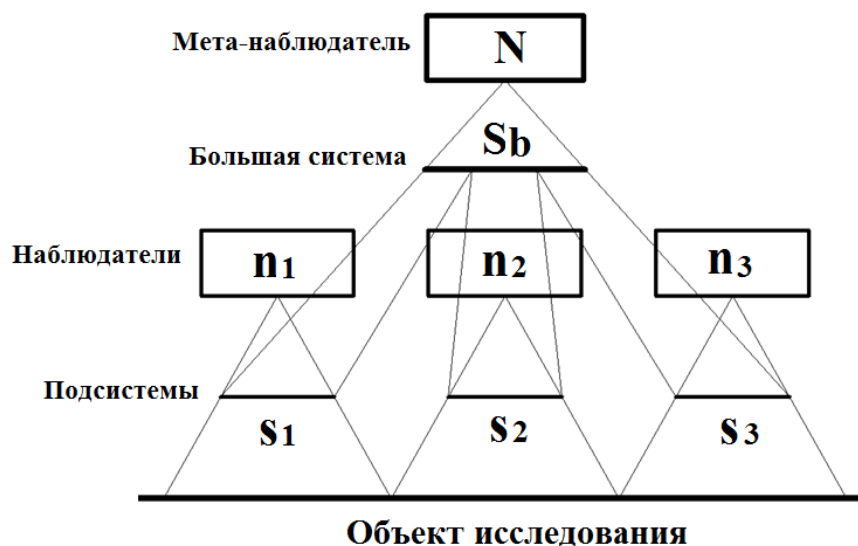 Мета-наблюдатель
N
Большая система
Sb
Наблюдатели
n1
n2
n3
Подсистемы
s1
s2
s3
Объект исследования